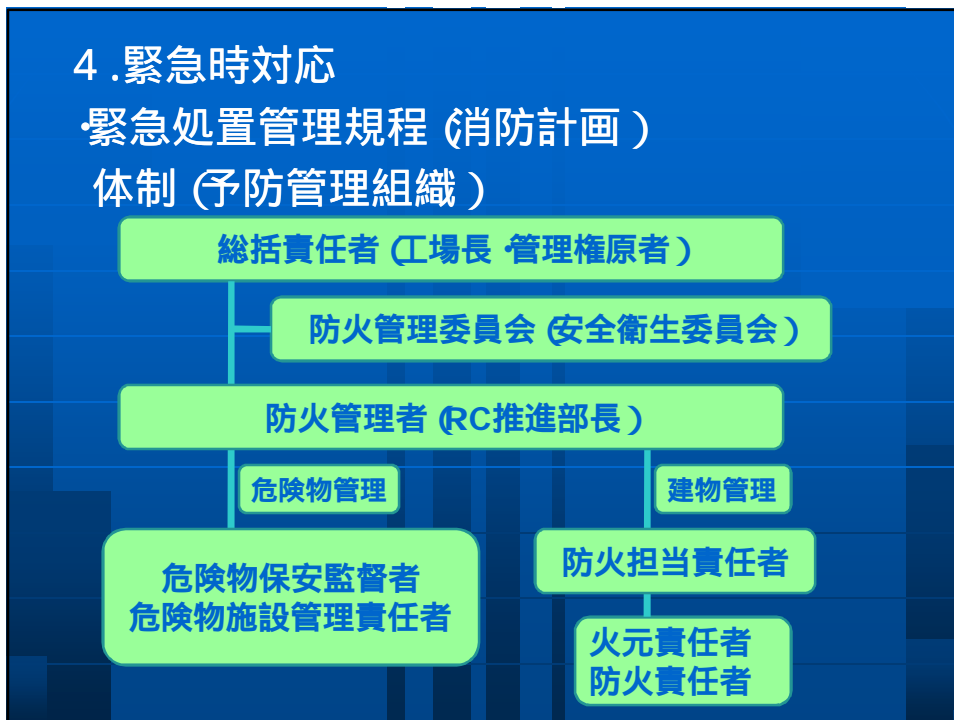 4.緊急時対応
・緊急処置管理規程(消防計画)
体制(予防管理組織)
総括責任者(工場長・管理権原者)
防火管理委員会(安全衛生委員会)
防火管理者(RC推進部長)
危険物管理
建物管理
危険物保安監督者
危険物施設管理責任者
防火担当責任者
火元責任者
防火責任者